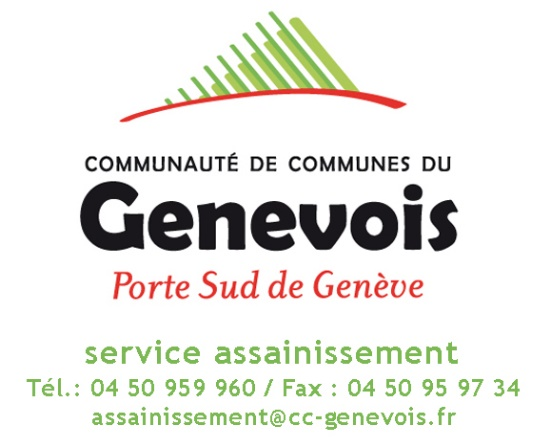 COMMUNAUTÉ DE COMMUNES DU
Genevois
Porte Sud de Genève
service assainissement
Tél.: 04 50 959 960 / Fax : 04 50 95 97 34
assainissement@cc-genevois.fr